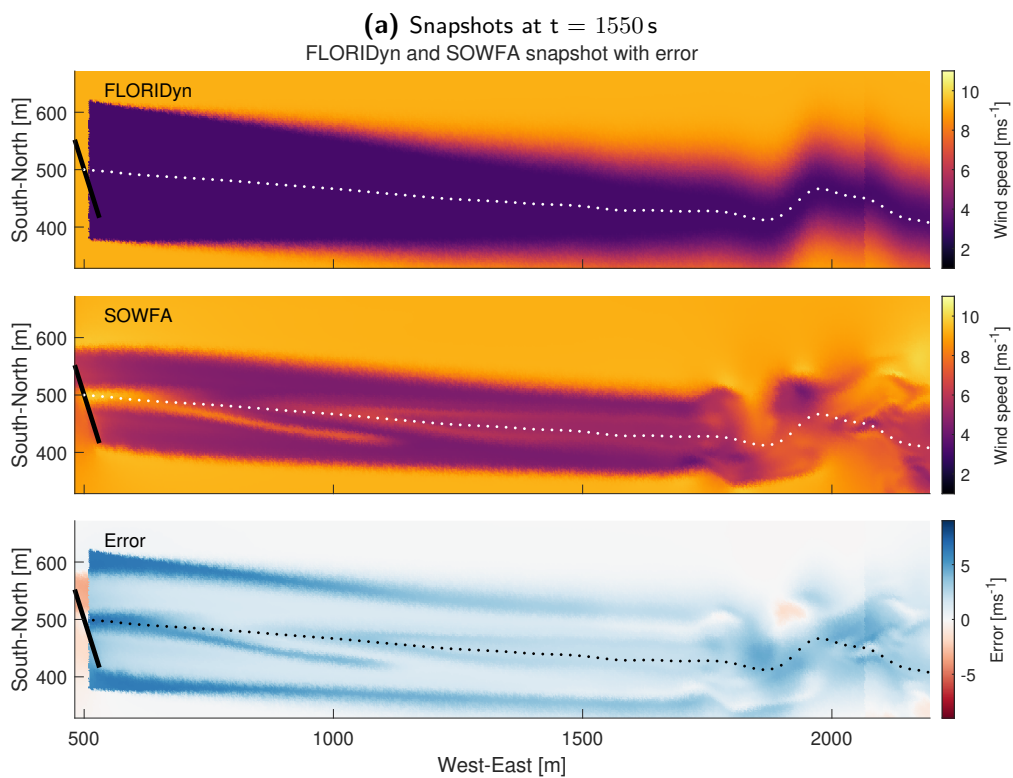 (a) Snapshots at t = 1550 s
FLORIDyn and SOWFA snapshot with error
FLORIDyn
600
500
400
South-North [m]
10
8
6
4
2
Wind speed [ms⁻¹]
SOWFA
600
500
400
South-North [m]
10
8
6
4
2
Wind speed [ms⁻¹]
Error
600
500
400
South-North [m]
5
0
-5
Error [ms⁻¹]
500 1000 1500 2000
West-East [m]